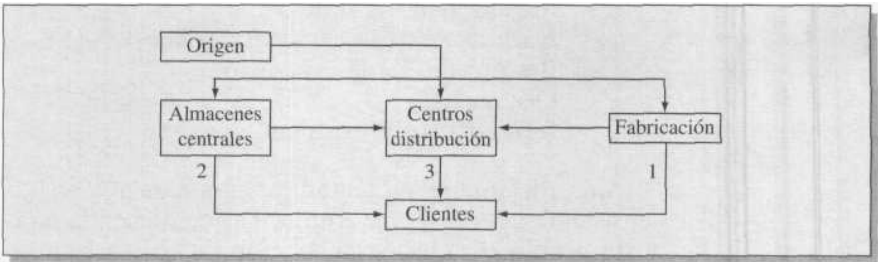 Origen
Almacenes
centrales
Centros
distribución
Fabricación
2
3
1
Clientes